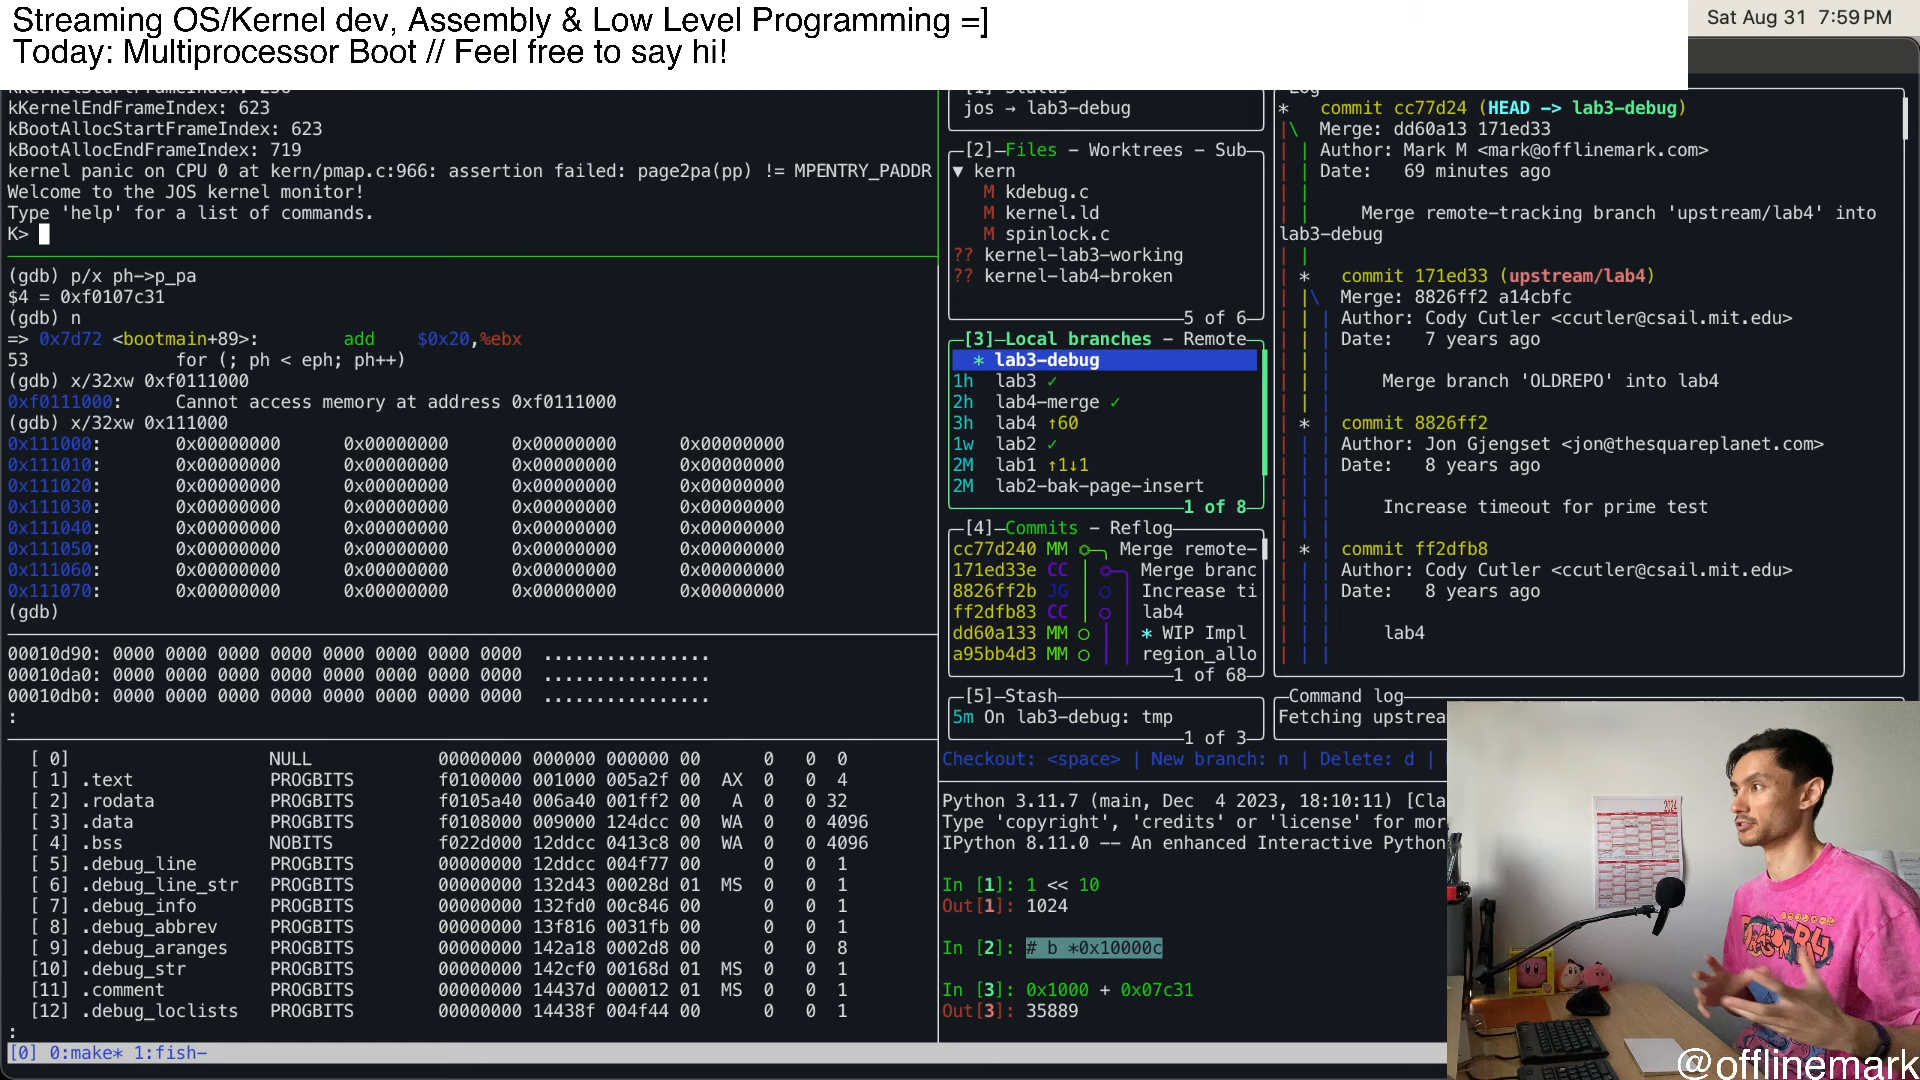 Streaming OS/Kernel dev, Assembly & Low Level Programming =]
Today: Multiprocessor Boot // Feel free to say hi!
Sat Aug 31 7:59 PM
kKernelEndFrameIndex: 623
kBootAllocStartFrameIndex: 623
kBootAllocEndFrameIndex: 719
kernel panic on CPU 0 at kern/pmap.c:966: assertion failed: page2pa(pp) != MPENTRY_PADDR
Welcome to the JOS kernel monitor!
Type 'help' for a list of commands.
K>
(gdb) p/x ph->p_pa
$4 = 0xf0107c31
(gdb) n
=> 0x7d72 <bootmain+89>: add $0x20,%ebx
53 for (; ph < eph; ph++)
(gdb) x/32xw 0xf0111000
0xf0111000: Cannot access memory at address 0xf0111000
(gdb) x/32xw 0x111000
0x111000: 0x00000000 0x00000000 0x00000000 0x00000000
0x111010: 0x00000000 0x00000000 0x00000000 0x00000000
0x111020: 0x00000000 0x00000000 0x00000000 0x00000000
0x111030: 0x00000000 0x00000000 0x00000000 0x00000000
0x111040: 0x00000000 0x00000000 0x00000000 0x00000000
0x111050: 0x00000000 0x00000000 0x00000000 0x00000000
0x111060: 0x00000000 0x00000000 0x00000000 0x00000000
0x111070: 0x00000000 0x00000000 0x00000000 0x00000000
(gdb)
00010d90: 0000 0000 0000 0000 0000 0000 0000 0000 ................
00010da0: 0000 0000 0000 0000 0000 0000 0000 0000 ................
00010db0: 0000 0000 0000 0000 0000 0000 0000 0000 ................
:
[ 0] NULL 00000000 000000 000000 00 0 0 0
[ 1] .text PROGBITS f0100000 001000 005a2f 00 AX 0 0 4
[ 2] .rodata PROGBITS f0105a40 006a40 001ff2 00 A 0 0 32
[ 3] .data PROGBITS f0108000 009000 124dcc 00 WA 0 0 4096
[ 4] .bss NOBITS f022d000 12ddcc 0413c8 00 WA 0 0 4096
[ 5] .debug_line PROGBITS 00000000 12ddcc 004f77 00 0 0 1
[ 6] .debug_line_str PROGBITS 00000000 132d43 00028d 01 MS 0 0 1
[ 7] .debug_info PROGBITS 00000000 132fd0 00c846 00 0 0 1
[ 8] .debug_abbrev PROGBITS 00000000 13f816 0031fb 00 0 0 1
[ 9] .debug_aranges PROGBITS 00000000 142a18 0002d8 00 0 0 8
[10] .debug_str PROGBITS 00000000 142cf0 00168d 01 MS 0 0 1
[11] .comment PROGBITS 00000000 14437d 000012 01 MS 0 0 1
[12] .debug_loclists PROGBITS 00000000 14438f 004f44 00 0 0 1
:
[0] 0:make* 1:fish-
[1] Status
jos → lab3-debug
[2]—Files – Worktrees – Sub
▼ kern
M kdebug.c
M kernel.ld
M spinlock.c
?? kernel-lab3-working
?? kernel-lab4-broken
5 of 6
[3]—Local branches – Remote
* lab3-debug
1h lab3 ✓
2h lab4-merge ✓
3h lab4 ↑60
1w lab2 ✓
2M lab1 ↑1↓1
2M lab2-bak-page-insert
1 of 8
[4]—Commits – Reflog
cc77d240 MM Merge remote-
171ed33e CC Merge branc
8826ff2b JG Increase ti
ff2dfb83 CC lab4
dd60a133 MM * WIP Impl
a95bb4d3 MM region_allo
1 of 68
[5]—Stash
5m On lab3-debug: tmp
1 of 3
Checkout: <space> | New branch: n | Delete: d |
Log
* commit cc77d24 (HEAD -> lab3-debug)
Merge: dd60a13 171ed33
Author: Mark M <mark@offlinemark.com>
Date: 69 minutes ago
Merge remote-tracking branch 'upstream/lab4' into
lab3-debug
* commit 171ed33 (upstream/lab4)
Merge: 8826ff2 a14cbfc
Author: Cody Cutler <ccutler@csail.mit.edu>
Date: 7 years ago
Merge branch 'OLDREPO' into lab4
* commit 8826ff2
Author: Jon Gjengset <jon@thesquareplanet.com>
Date: 8 years ago
Increase timeout for prime test
* commit ff2dfb8
Author: Cody Cutler <ccutler@csail.mit.edu>
Date: 8 years ago
lab4
Command log
Fetching upstrea
Python 3.11.7 (main, Dec 4 2023, 18:10:11) [Cla
Type 'copyright', 'credits' or 'license' for mor
IPython 8.11.0 -- An enhanced Interactive Python
In [1]: 1 << 10
Out[1]: 1024
In [2]: # b *0x10000c
In [3]: 0x1000 + 0x07c31
Out[3]: 35889
2024
@offlinemark